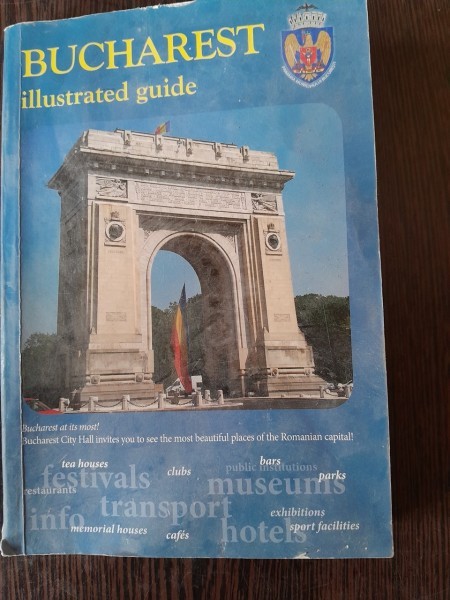 BUCHAREST
illustrated guide
Bucharest at its most!
Bucharest City Hall invites you to see the most beautiful places of the Romanian capital!
tea houses
festivals
clubs
public institutions
bars
parks
restaurants
museums
info
transport
memorial houses
cafés
exhibitions
sport facilities
hotels